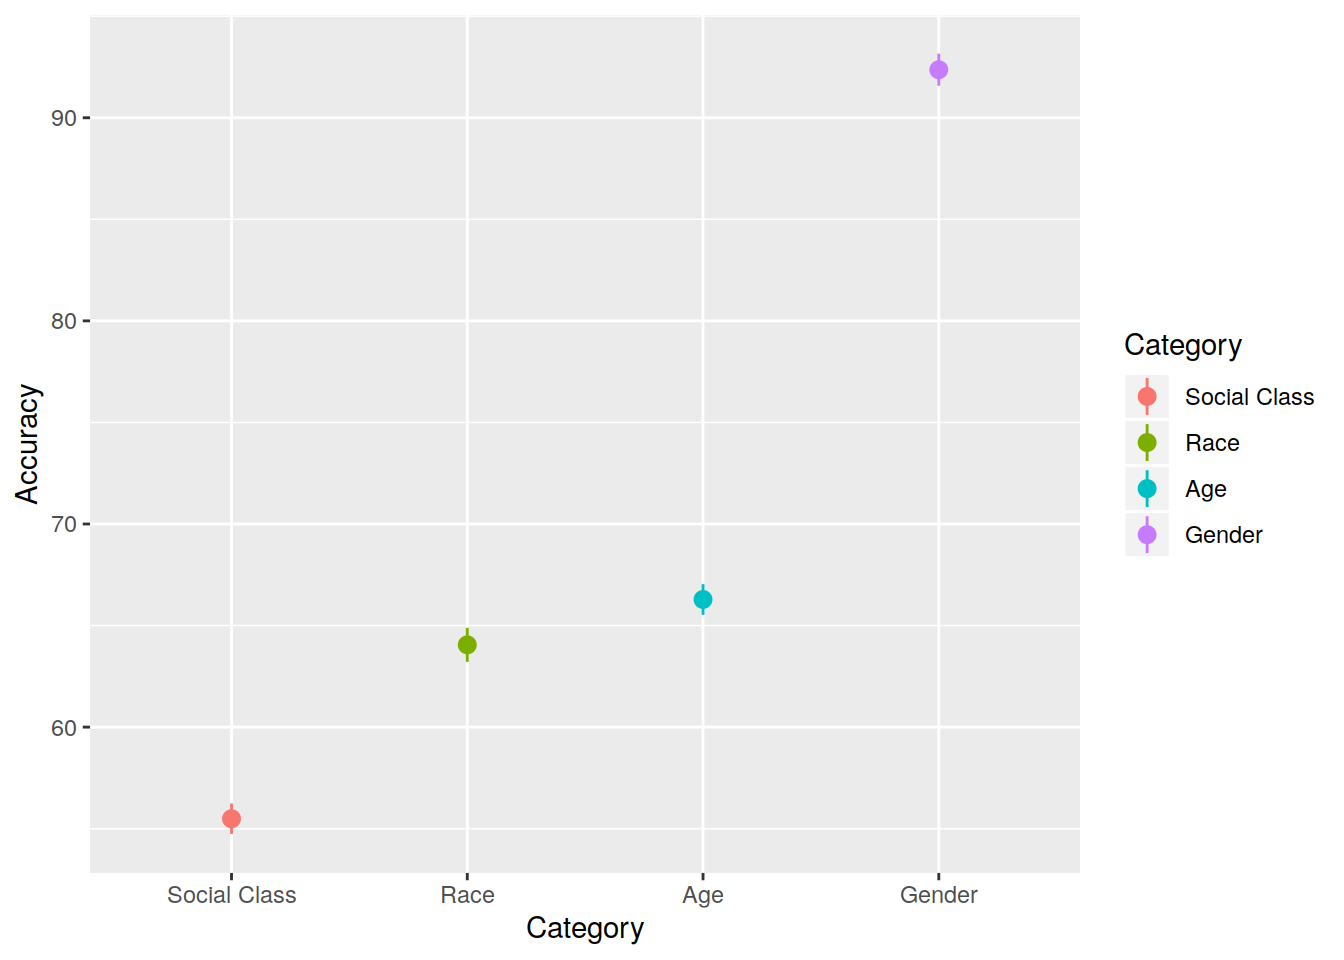 90
80
70
60
Accuracy
Social Class
Race
Age
Gender
Category
Category
Social Class
Race
Age
Gender